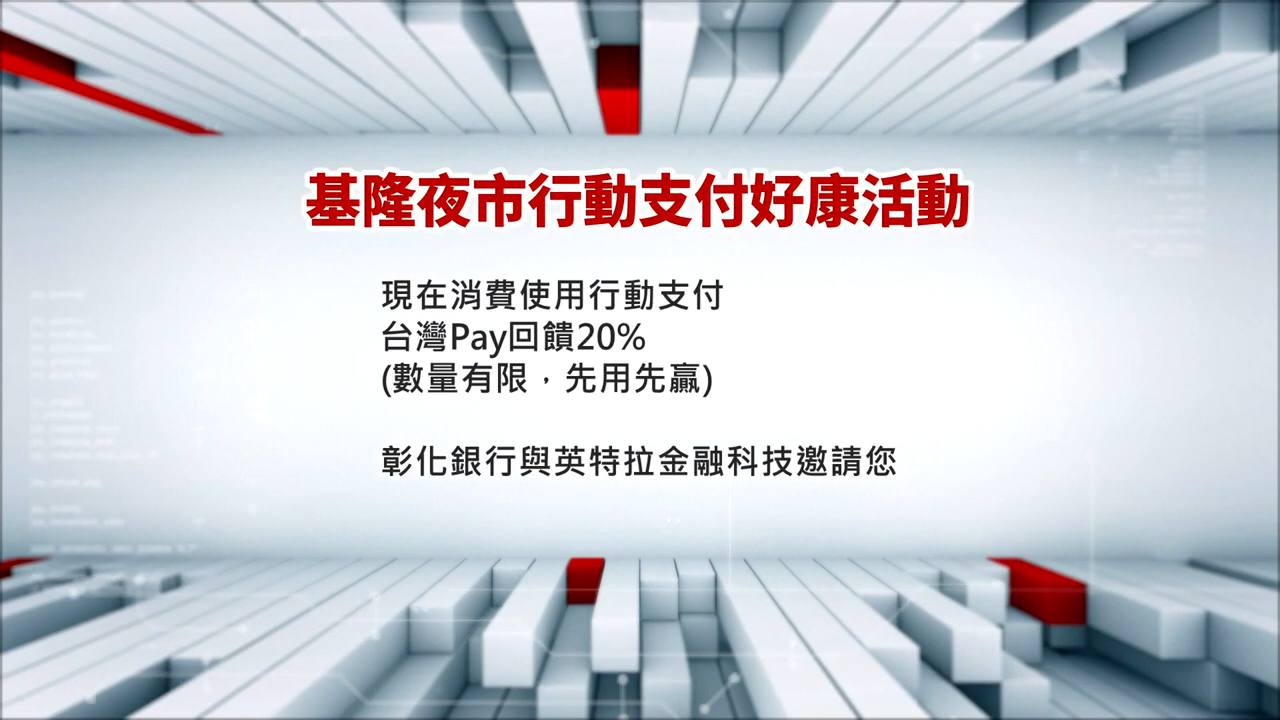 基隆夜市行動支付好康活動
現在消費使用行動支付
台灣Pay回饋20%
(數量有限，先用先贏)
彰化銀行與英特拉金融科技邀請您